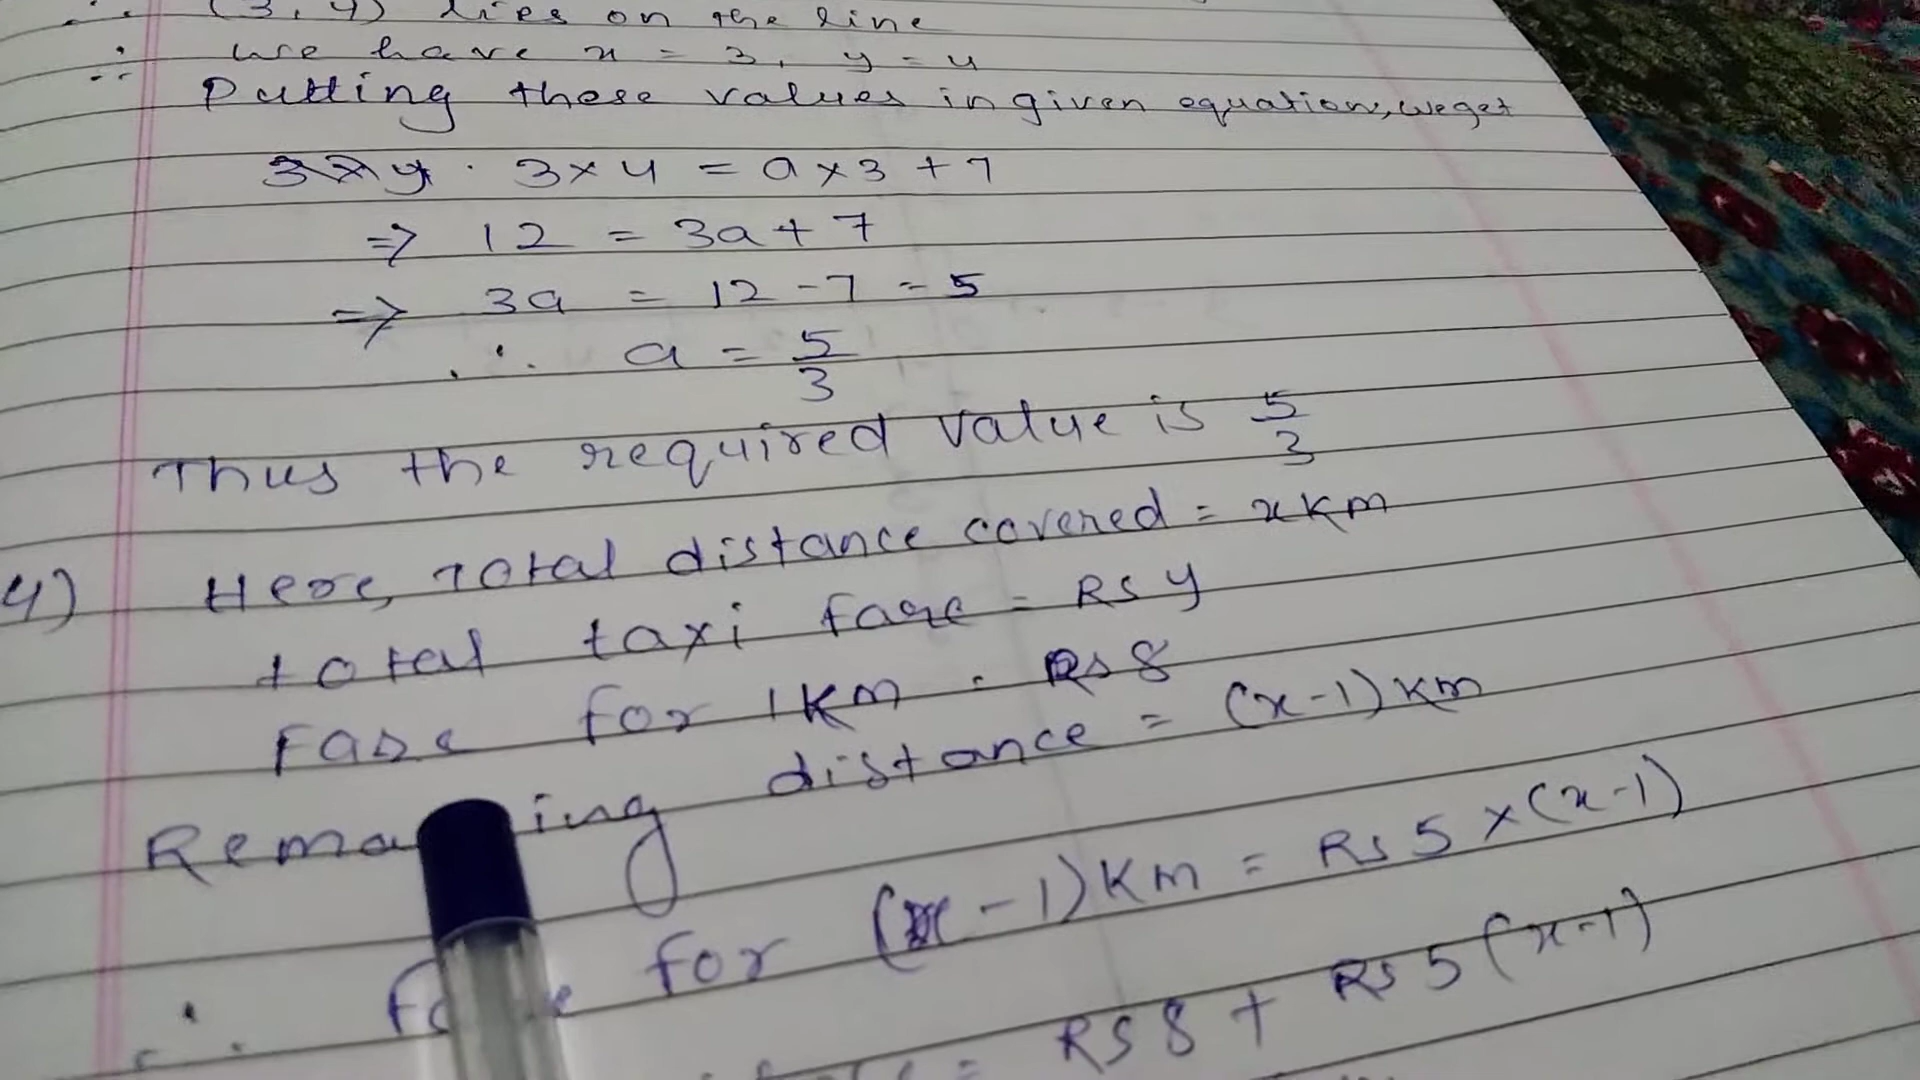 ∴ (3, 4) lies on the line
∴ we have x = 3, y = 4
Putting these values in given equation, we get
3×4 = a×3+7
=> 12 = 3a+7
=> 3a = 12-7 = 5
∴ a = 5/3
Thus the required value is 5/3
4) Here, total distance covered = x km
total taxi fare = Rs y
Fare for 1 km = Rs 8
distance = (x-1) km
for (x-1) km = Rs 5 × (x-1)
= Rs 8 + Rs 5 (x-1)